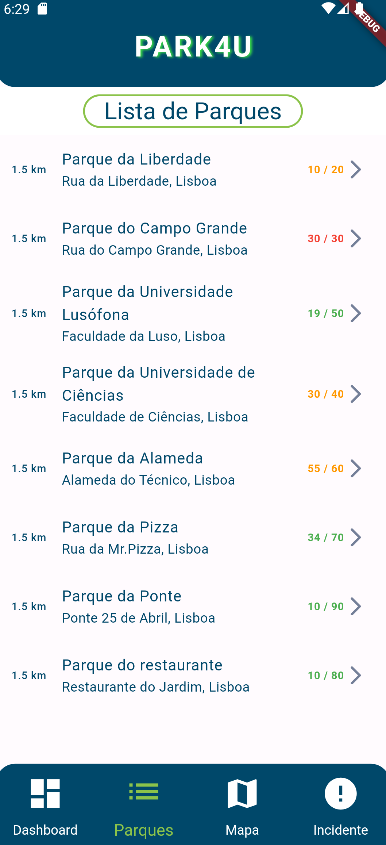 6:29
DEBUG
PARK4U
Lista de Parques
Parque da Liberdade
1.5 km
10 / 20
Rua da Liberdade, Lisboa
Parque do Campo Grande
1.5 km
30 / 30
Rua do Campo Grande, Lisboa
Parque da Universidade
Lusófona
1.5 km
19 / 50
Faculdade da Luso, Lisboa
Parque da Universidade de
Ciências
1.5 km
30 / 40
Faculdade de Ciências, Lisboa
Parque da Alameda
1.5 km
55 / 60
Alameda do Técnico, Lisboa
Parque da Pizza
1.5 km
34 / 70
Rua da Mr.Pizza, Lisboa
Parque da Ponte
1.5 km
10 / 90
Ponte 25 de Abril, Lisboa
Parque do restaurante
1.5 km
10 / 80
Restaurante do Jardim, Lisboa
Dashboard
Parques
Mapa
Incidente